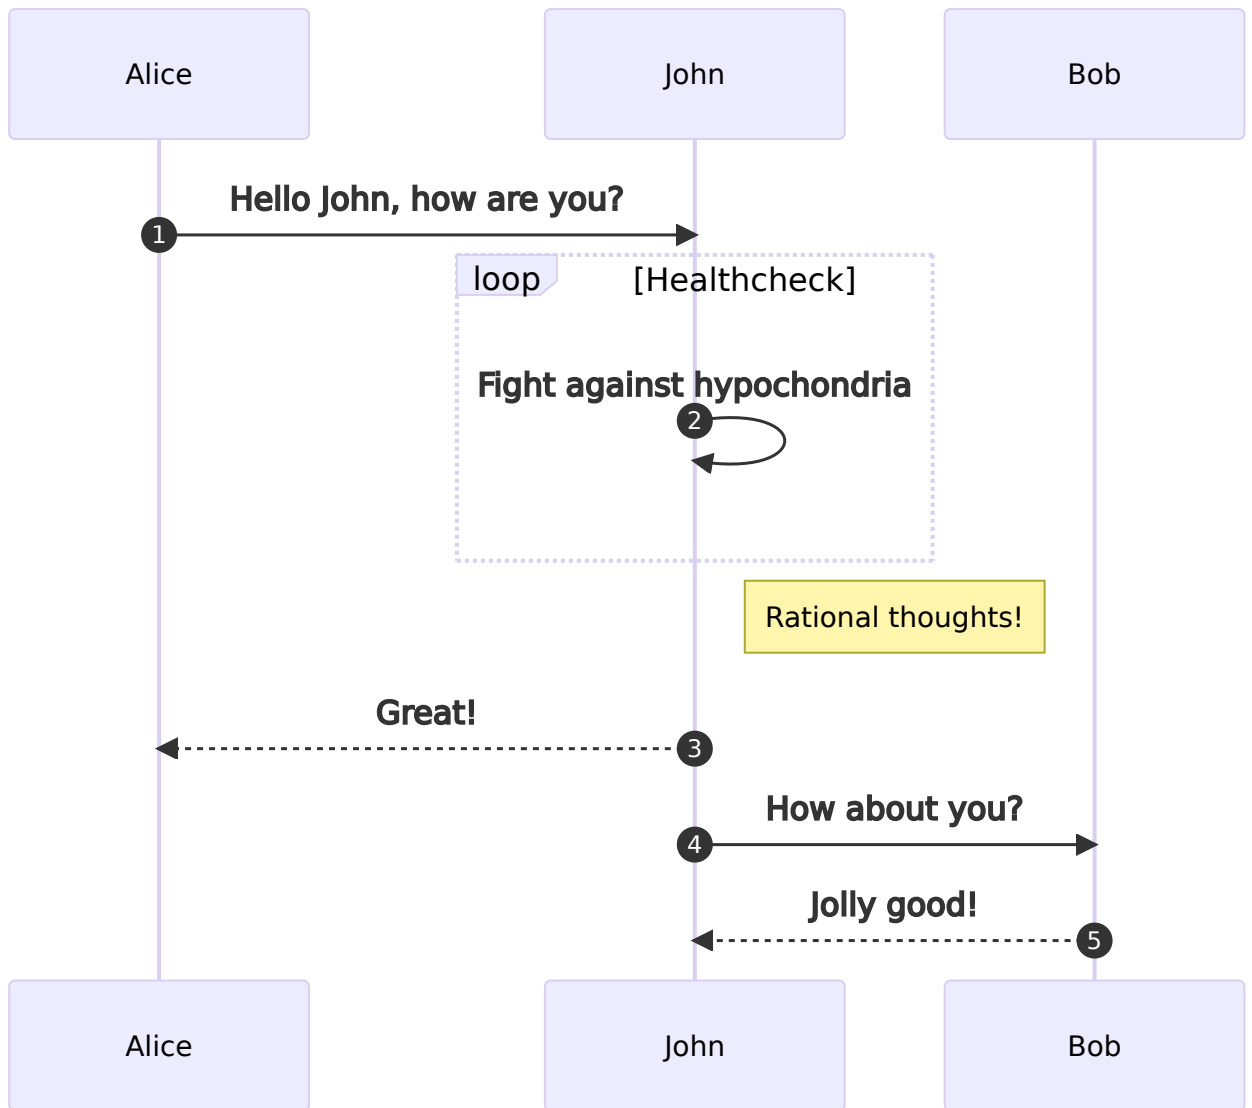 Alice
John
Bob
Hello John, how are you?
1
loop
[Healthcheck]
Fight against hypochondria
2
Rational thoughts!
Great!
3
How about you?
4
Jolly good!
5
Alice
John
Bob